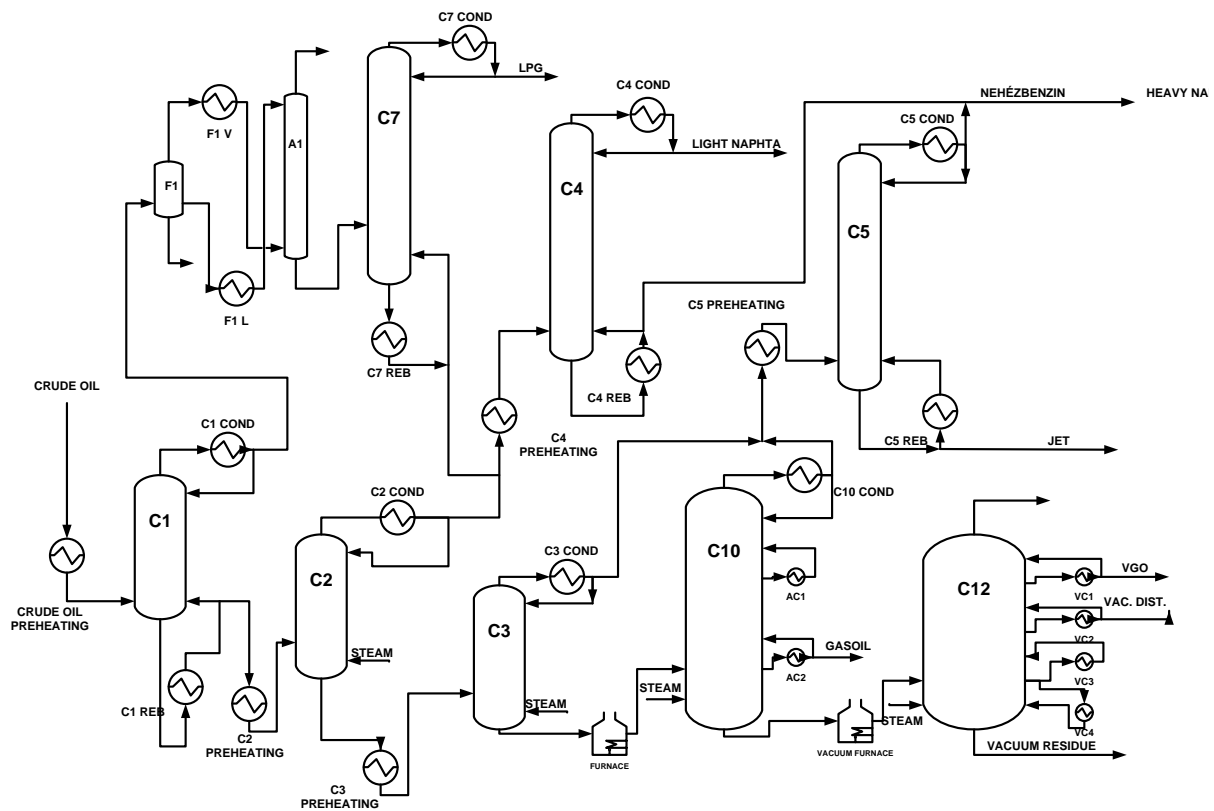 C7 COND
LPG
C7
C4 COND
NEHÉZBENZIN
HEAVY NA
C5 COND
LIGHT NAPHTA
F1 V
A1
F1
C4
C5
F1 L
C5 PREHEATING
C7 REB
CRUDE OIL
C4 REB
C4
PREHEATING
C1 COND
C5 REB
JET
C2 COND
C10 COND
C1
C2
C3 COND
C10
C12
VGO
VC1
AC1
VAC. DIST.
CRUDE OIL
PREHEATING
C3
VC2
GASOIL
STEAM
AC2
VC3
STEAM
STEAM
C1 REB
STEAM
VC4
C2
PREHEATING
FURNACE
VACUUM FURNACE
VACUUM RESIDUE
C3
PREHEATING